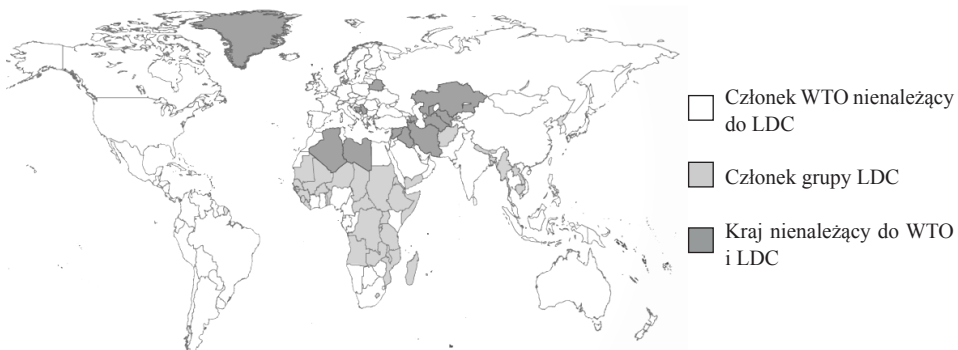 Członek WTO nienależący
do LDC
Członek grupy LDC
Kraj nienależący do WTO
i LDC